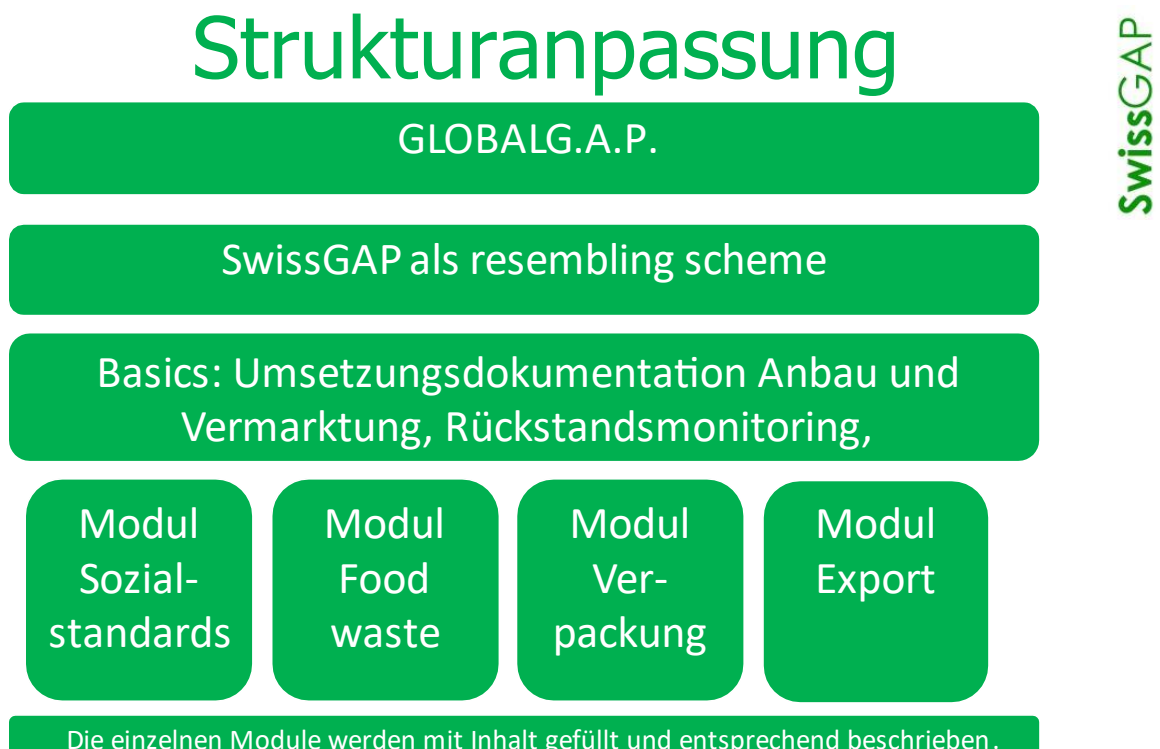 Strukturanpassung
SwissGAP
GLOBALG.A.P.
SwissGAP als resembling scheme
Basics: Umsetzungsdokumentation Anbau und
Vermarktung, Rückstandsmonitoring,
Modul
Sozial-
standards
Modul
Food
waste
Modul
Ver-
packung
Modul
Export
Die einzelnen Module werden mit Inhalt gefüllt und entsprechend beschrieben.